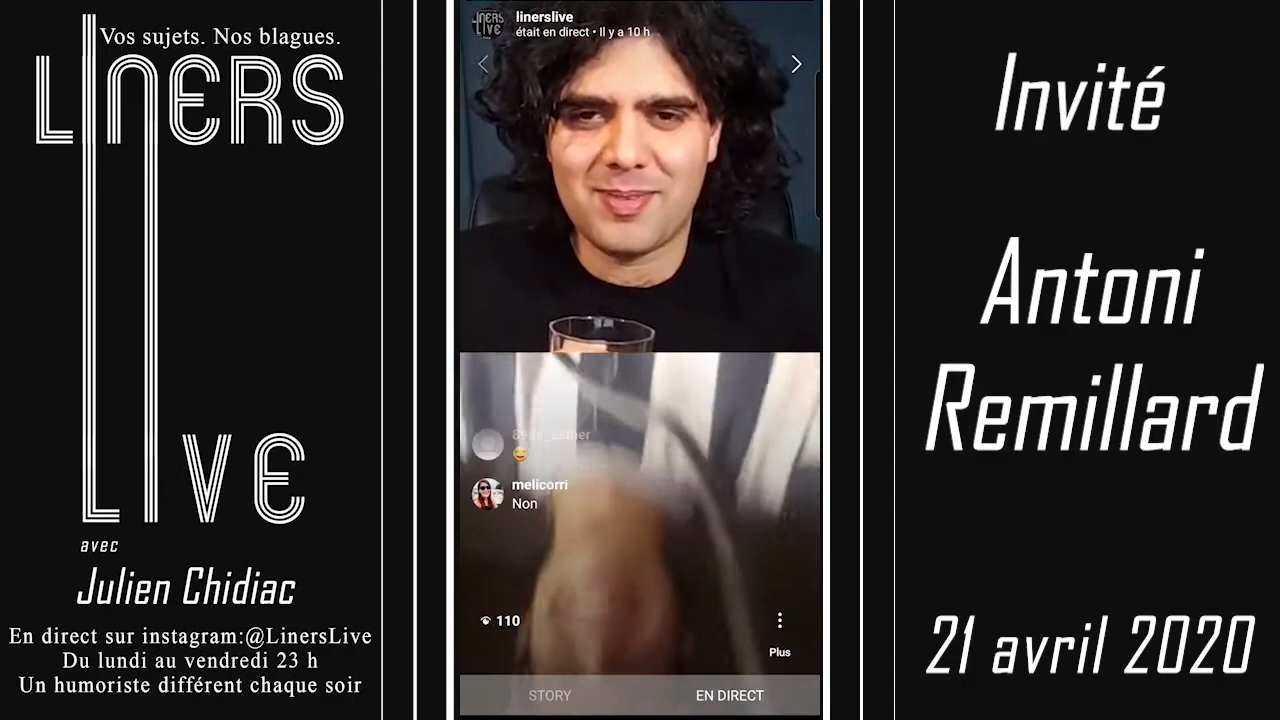 Vos sujets. Nos blagues.
LINERS
LIVE
avec
Julien Chidiac
En direct sur instagram:@LinersLive
Du lundi au vendredi 23 h
Un humoriste différent chaque soir
LINERS
LIVE
linerslive
était en direct • Il y a 10 h
melicorri
Non
110
Plus
STORY
EN DIRECT
Invité
Antoni
Remillard
21 avril 2020